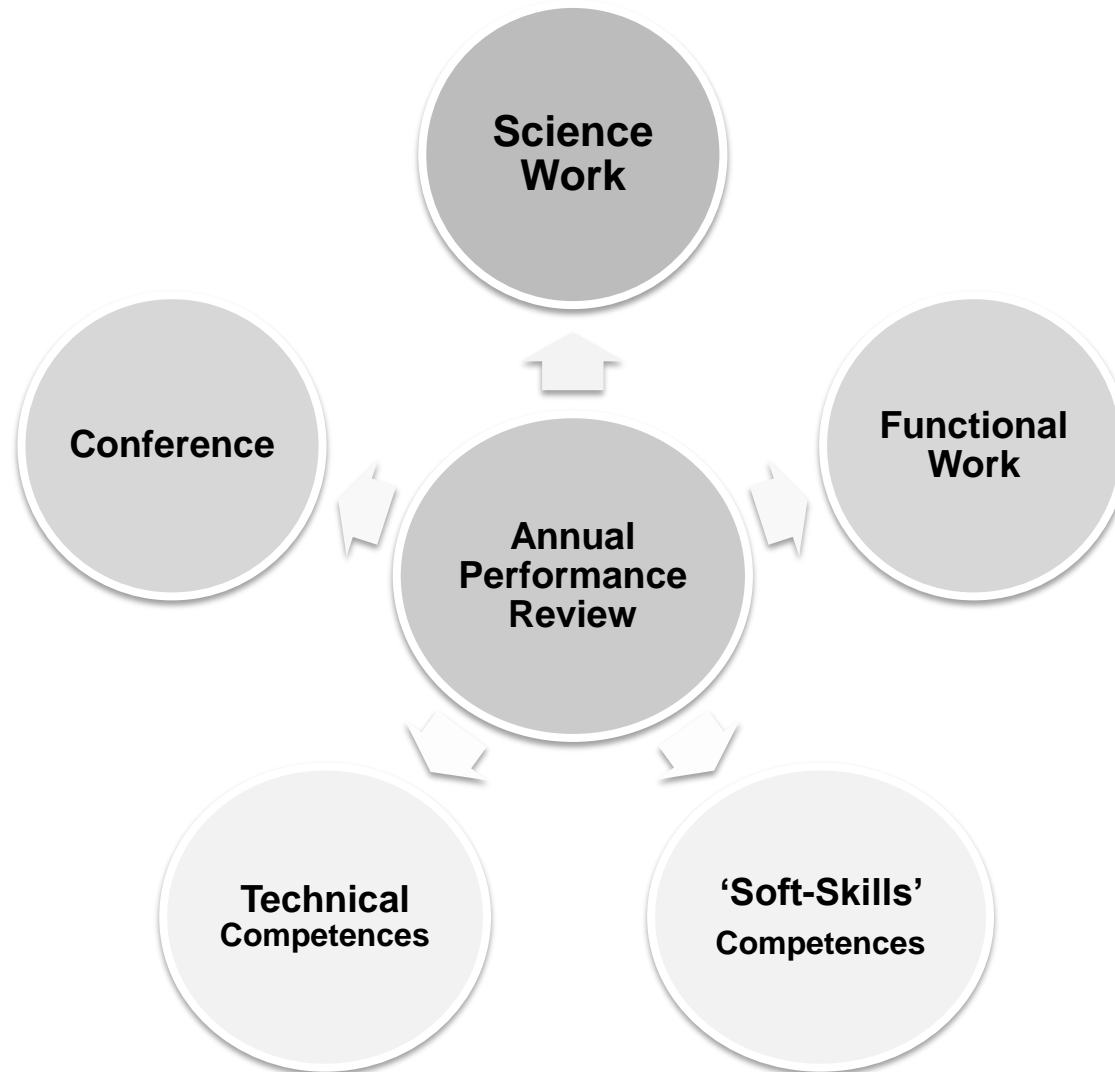 Science
Work
Conference
Functional
Work
Annual
Performance
Review
Technical
Competences
‘Soft-Skills’
Competences